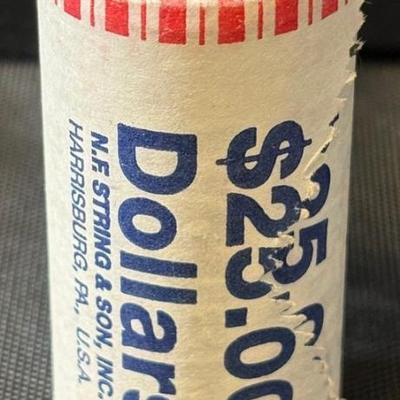 $25.00
Dollars
N.F. STRING & SON, INC.
HARRISBURG, PA., U.S.A.